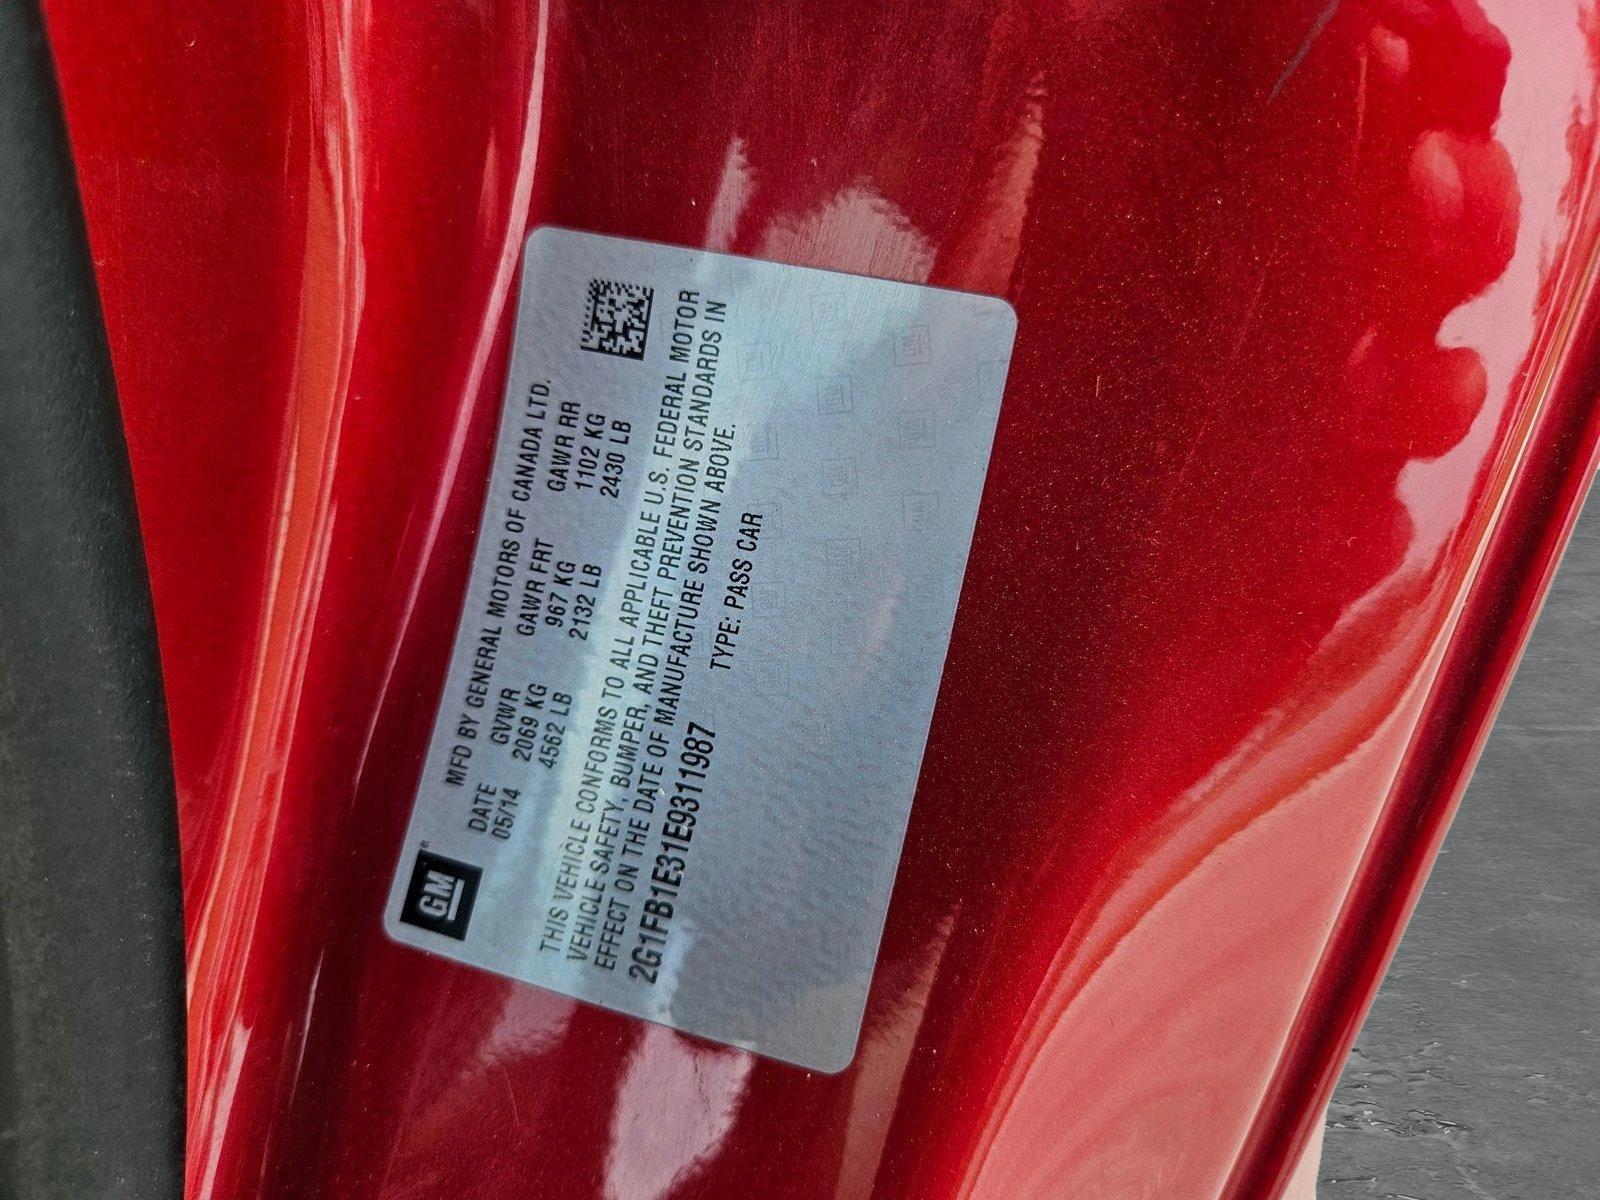 GM®
MFD BY GENERAL MOTORS OF CANADA LTD.
DATE GVWR GAWR FRT GAWR RR
05/14 2069 KG 967 KG 1102 KG
4562 LB 2132 LB 2430 LB
THIS VEHICLE CONFORMS TO ALL APPLICABLE U.S. FEDERAL MOTOR
VEHICLE SAFETY, BUMPER, AND THEFT PREVENTION STANDARDS IN
EFFECT ON THE DATE OF MANUFACTURE SHOWN ABOVE.
2G1FB1E31E9311987 TYPE: PASS CAR